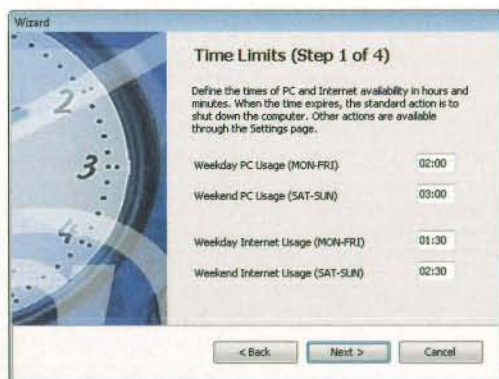 Wizard
Time Limits (Step 1 of 4)
Define the times of PC and Internet availability in hours and
minutes. When the time expires, the standard action is to
shut down the computer. Other actions are available
through the Settings page.
Weekday PC Usage (MON-FRI) 02:00
Weekend PC Usage (SAT-SUN) 03:00
Weekday Internet Usage (MON-FRI) 01:30
Weekend Internet Usage (SAT-SUN) 02:30
2
3
4
< Back Next > Cancel